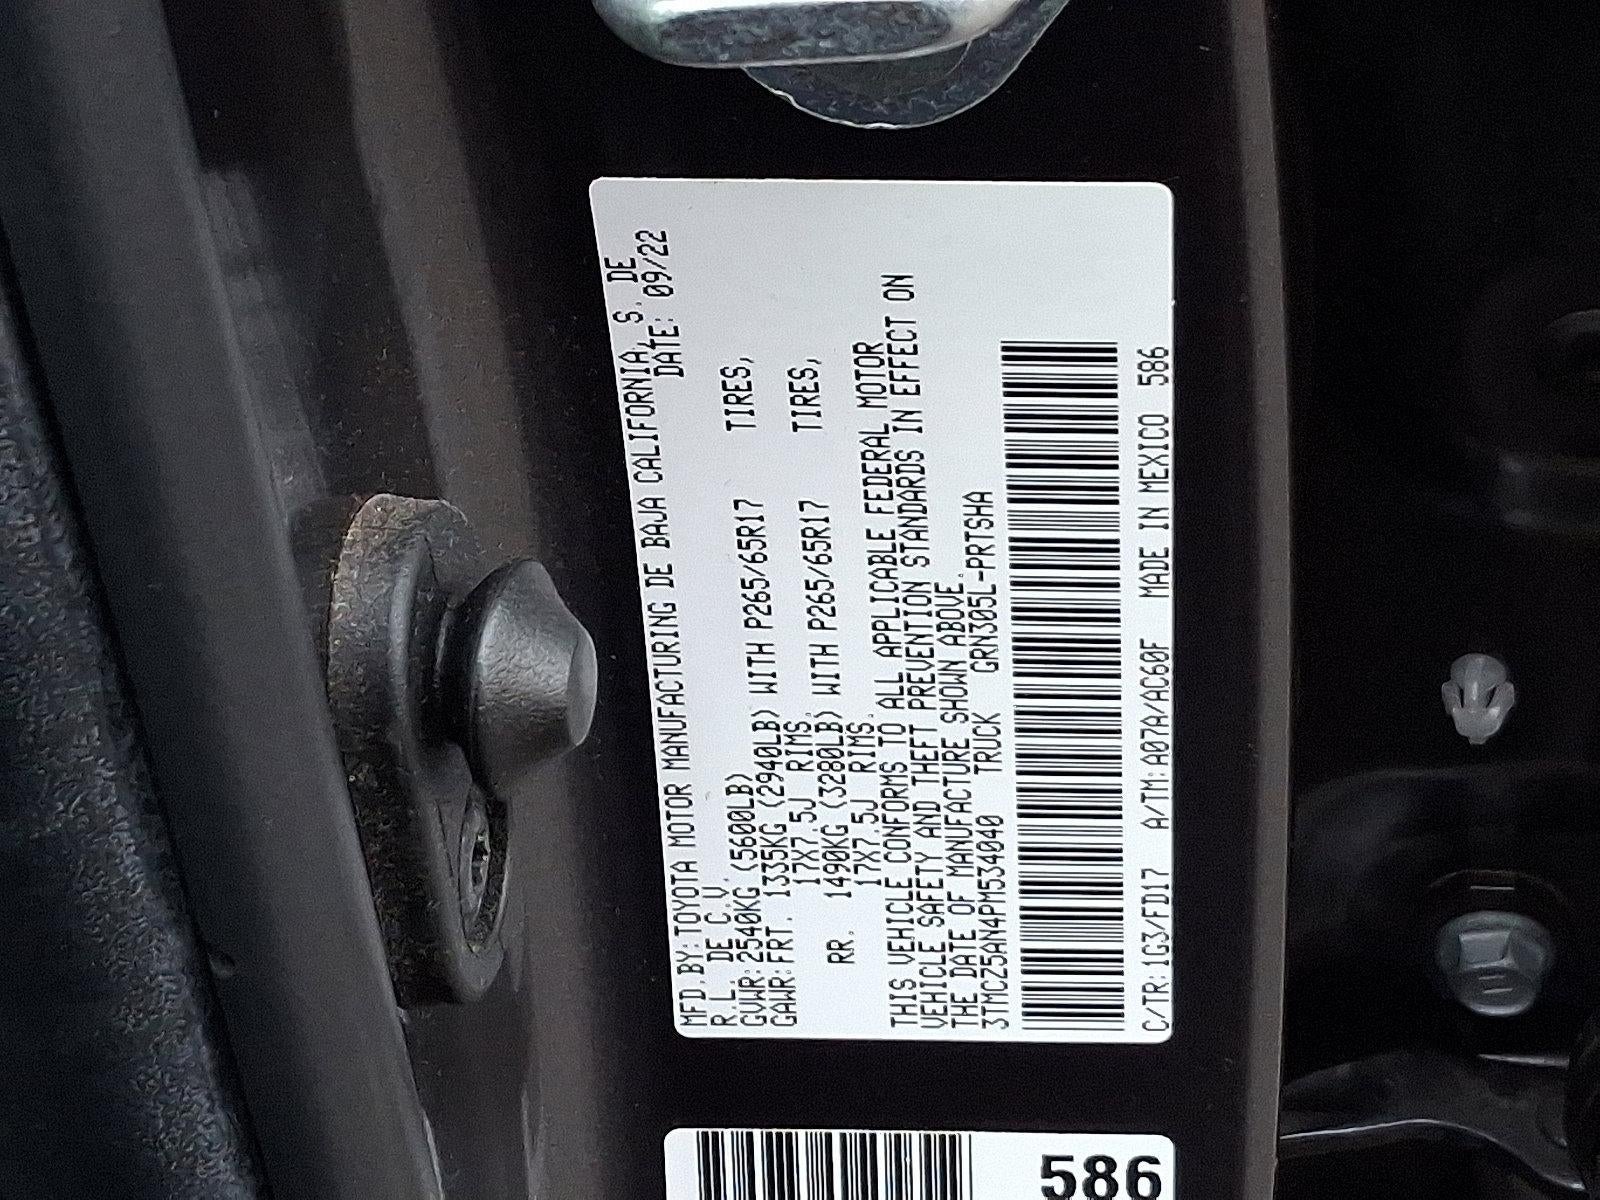 MFD.BY:TOYOTA MOTOR MANUFACTURING DE BAJA CALIFORNIA, S. DE
R.L. DE C.V. DATE: 09/22
GVWR:2540KG (5600LB)
GAWR:FRT. 1335KG (2940LB) WITH P265/65R17 TIRES,
17X7.5J RIMS.
RR. 1490KG (3280LB) WITH P265/65R17 TIRES,
17X7.5J RIMS.
THIS VEHICLE CONFORMS TO ALL APPLICABLE FEDERAL MOTOR
VEHICLE SAFETY AND THEFT PREVENTION STANDARDS IN EFFECT ON
THE DATE OF MANUFACTURE SHOWN ABOVE.
3TMCZ5AN4PM534040 TRUCK GRN305L-PRTSHA
C/TR:1G3/FD17 A/TM:A07A/AC60F MADE IN MEXICO 586
586